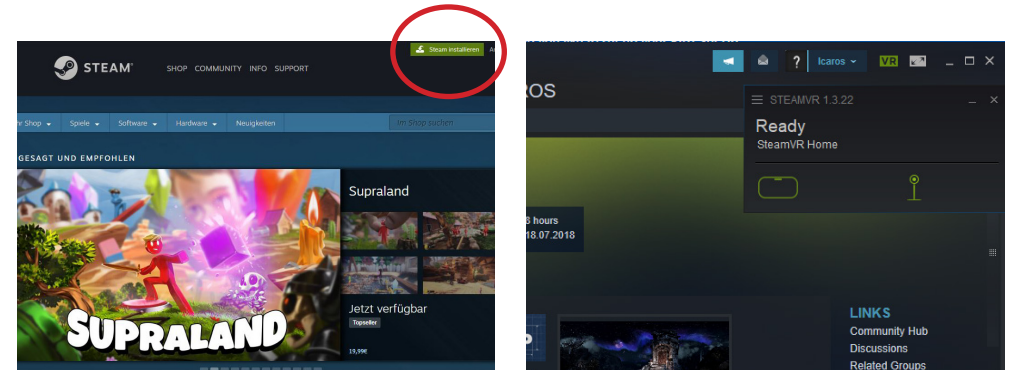 Steam installieren
STEAM
SHOP COMMUNITY INFO SUPPORT
Shop Spiele Software Hardware Neuigkeiten
Im Shop suchen
GESAGT UND EMPFOHLEN
Supraland
SUPRALAND
Jetzt verfügbar
Topseller
19,99€
? Icaros VR
ROS
STEAMVR 1.3.22
Ready
SteamVR Home
hours
18.07.2018
LINKS
Community Hub
Discussions
Related Groups